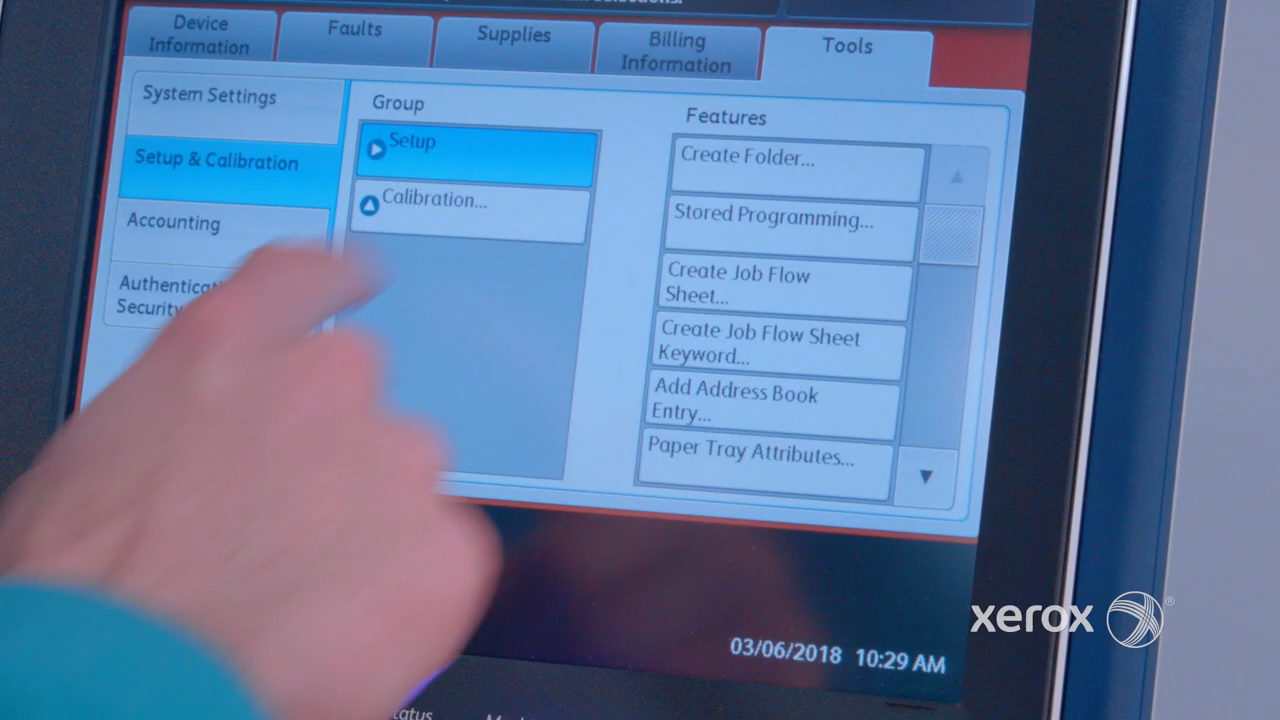 Device
Information
Faults
Supplies
Billing
Information
Tools
System Settings
Setup & Calibration
Accounting
Security
Group
Setup
Calibration...
Features
Create Folder...
Stored Programming...
Create Job Flow
Sheet...
Create Job Flow Sheet
Keyword...
Add Address Book
Entry...
Paper Tray Attributes...
xerox ®
03/06/2018 10:29 AM